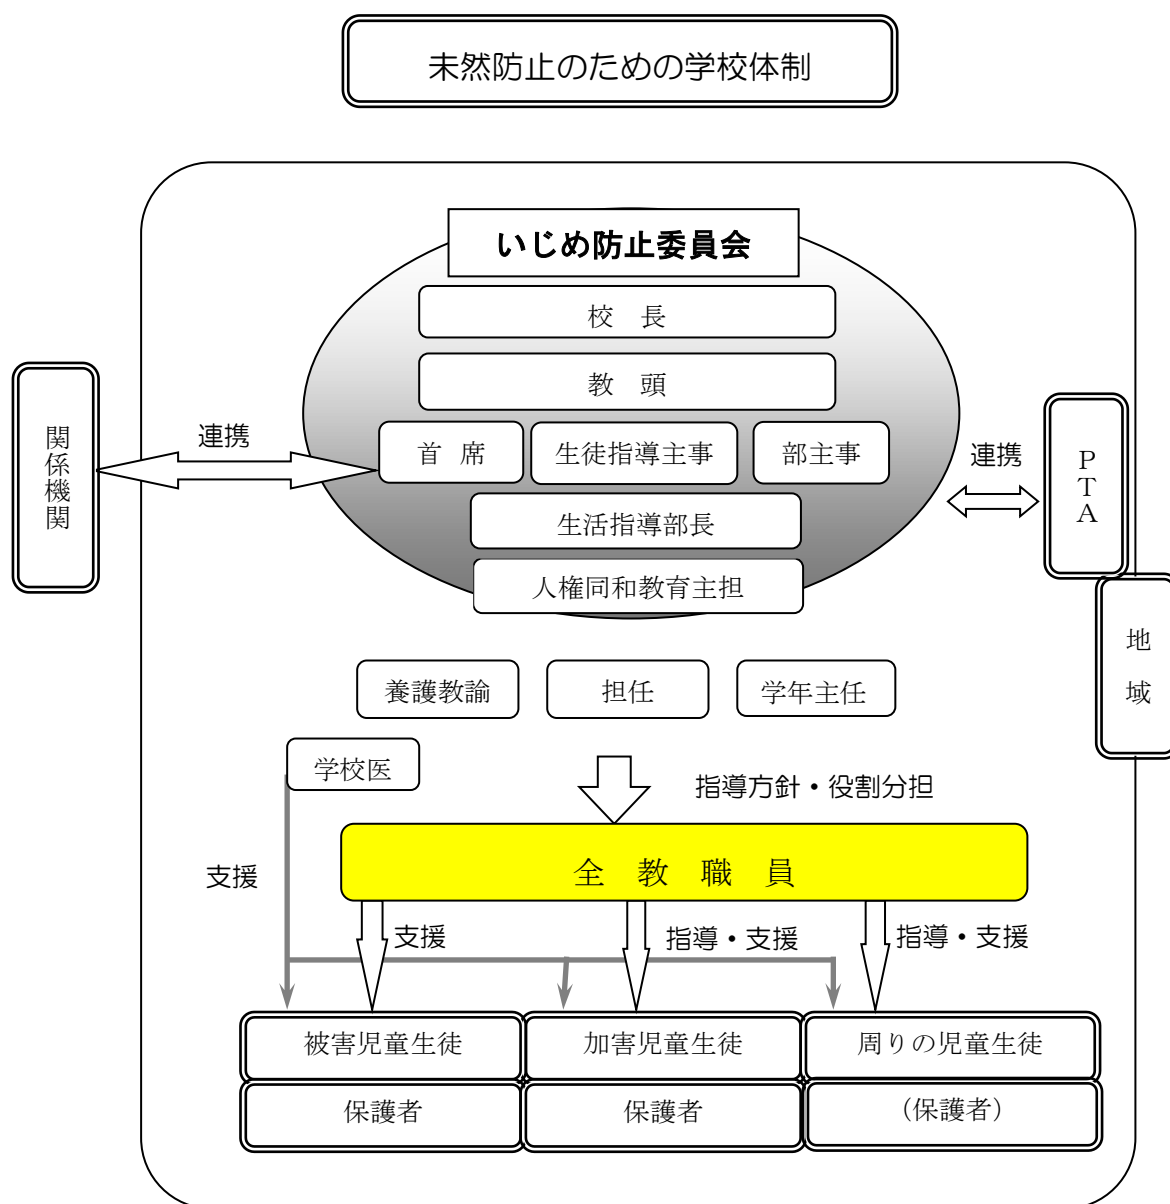 未然防止のための学校体制
いじめ防止委員会
校　長
教　頭
首　席
生徒指導主事
部主事
生活指導部長
人権同和教育主担
関係機関
連携
連携
ＰＴＡ
地域
養護教諭
担任
学年主任
学校医
指導方針・役割分担
全　教　職　員
支援
支援
指導・支援
指導・支援
被害児童生徒
加害児童生徒
周りの児童生徒
保護者
保護者
（保護者）